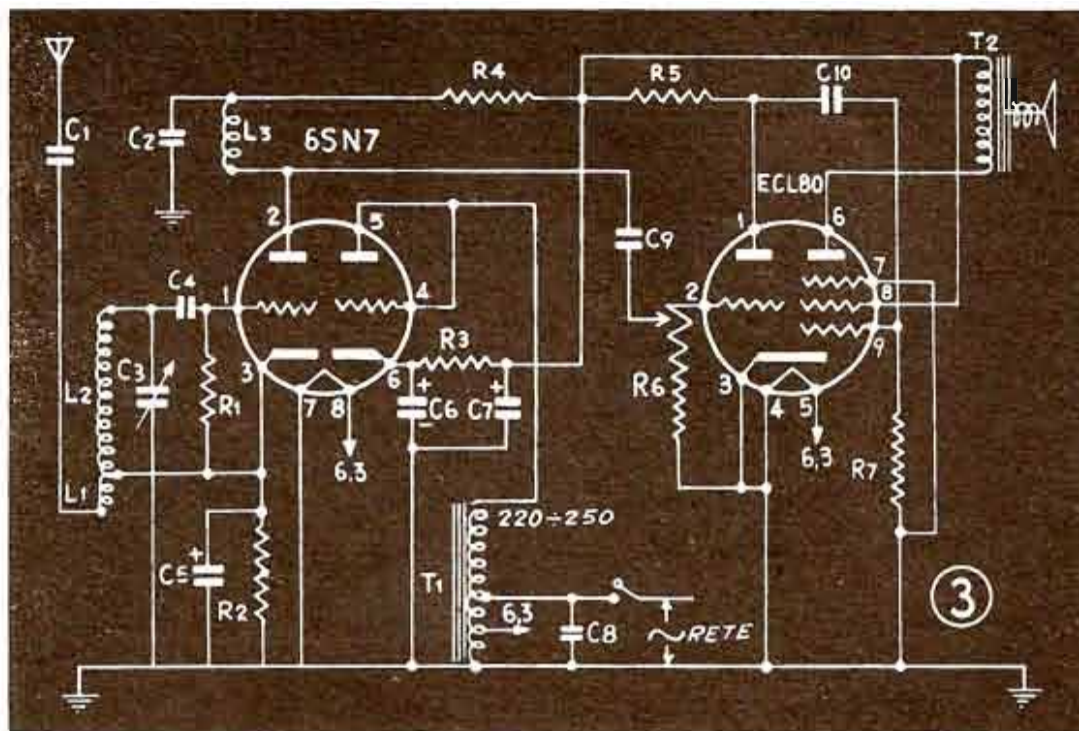 T2
R4
R5
C10
C1
C2
L3
6SN7
ECL80
2
5
1
6
C9
7
8
9
C4
1
4
2
L2
C3
R1
3
R3
6
R6
3
C6
C7
7
8
4
5
6,3
6,3
R7
L1
220÷250
C5
R2
T1
6,3
C8
~RETE
3
+
+
−
+